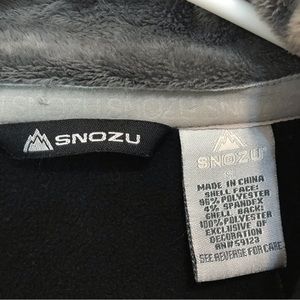 SNOZU
SNOZU
S
MADE IN CHINA
SHELL FACE:
96% POLYESTER
4% SPANDEX
SHELL BACK:
100% POLYESTER
EXCLUSIVE OF
DECORATION
RN# 59123
SEE REVERSE FOR CARE